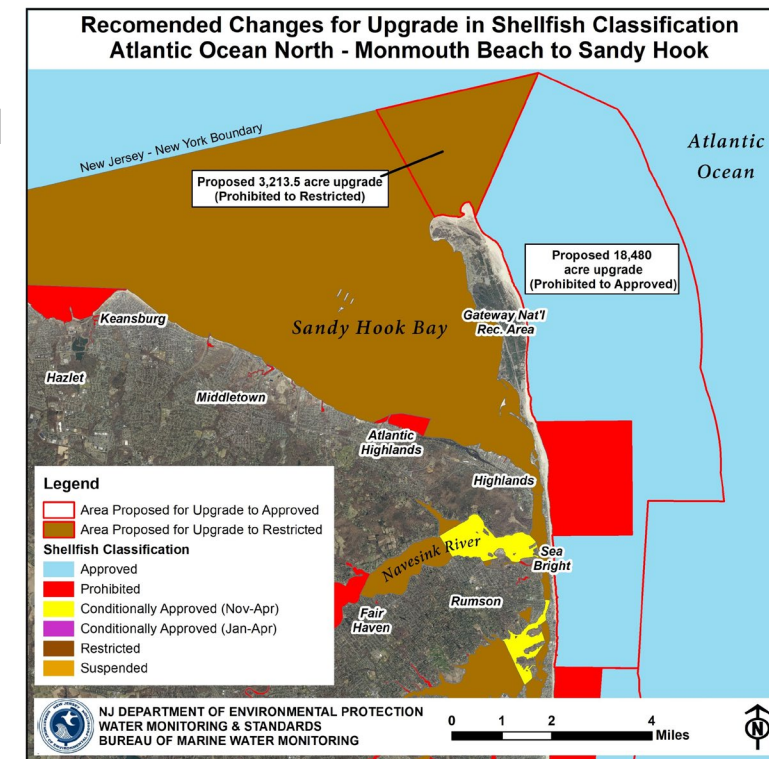 Recomended Changes for Upgrade in Shellfish Classification
Atlantic Ocean North - Monmouth Beach to Sandy Hook
New Jersey - New York Boundary
Atlantic
Ocean
Proposed 3,213.5 acre upgrade
(Prohibited to Restricted)
Proposed 18,480
acre upgrade
(Prohibited to Approved)
Keansburg
Sandy Hook Bay
Gateway Nat'l
Rec. Area
Hazlet
Middletown
Atlantic
Highlands
Highlands
Navesink River
Sea
Bright
Rumson
Fair
Haven
Legend
Area Proposed for Upgrade to Approved
Area Proposed for Upgrade to Restricted
Shellfish Classification
Approved
Prohibited
Conditionally Approved (Nov-Apr)
Conditionally Approved (Jan-Apr)
Restricted
Suspended
NJ DEPARTMENT OF ENVIRONMENTAL PROTECTION
WATER MONITORING & STANDARDS
BUREAU OF MARINE WATER MONITORING
0 1 2 4
Miles
N